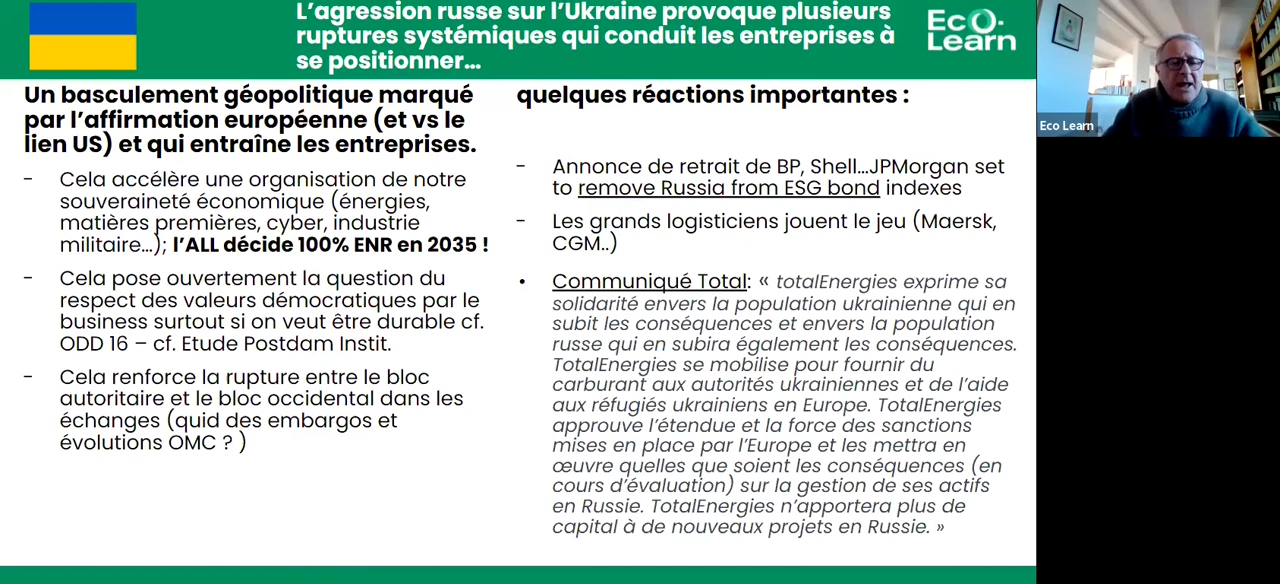 L’agression russe sur l’Ukraine provoque plusieurs
ruptures systémiques qui conduit les entreprises à
se positionner…
Eco.
Learn
Un basculement géopolitique marqué
par l’affirmation européenne (et vs le
lien US) et qui entraîne les entreprises.
- Cela accélère une organisation de notre
souveraineté économique (énergies,
matières premières, cyber, industrie
militaire…); l’ALL décide 100% ENR en 2035 !
- Cela pose ouvertement la question du
respect des valeurs démocratiques par le
business surtout si on veut être durable cf.
ODD 16 – cf. Etude Postdam Instit.
- Cela renforce la rupture entre le bloc
autoritaire et le bloc occidental dans les
échanges (quid des embargos et
évolutions OMC ? )
quelques réactions importantes :
- Annonce de retrait de BP, Shell…JPMorgan set
to remove Russia from ESG bond indexes
- Les grands logisticiens jouent le jeu (Maersk,
CGM..)
• Communiqué Total: « totalEnergies exprime sa
solidarité envers la population ukrainienne qui en
subit les conséquences et envers la population
russe qui en subira également les conséquences.
TotalEnergies se mobilise pour fournir du
carburant aux autorités ukrainiennes et de l’aide
aux réfugiés ukrainiens en Europe. TotalEnergies
approuve l’étendue et la force des sanctions
mises en place par l’Europe et les mettra en
œuvre quelles que soient les conséquences (en
cours d’évaluation) sur la gestion de ses actifs
en Russie. TotalEnergies n’apportera plus de
capital à de nouveaux projets en Russie. »
Eco Learn